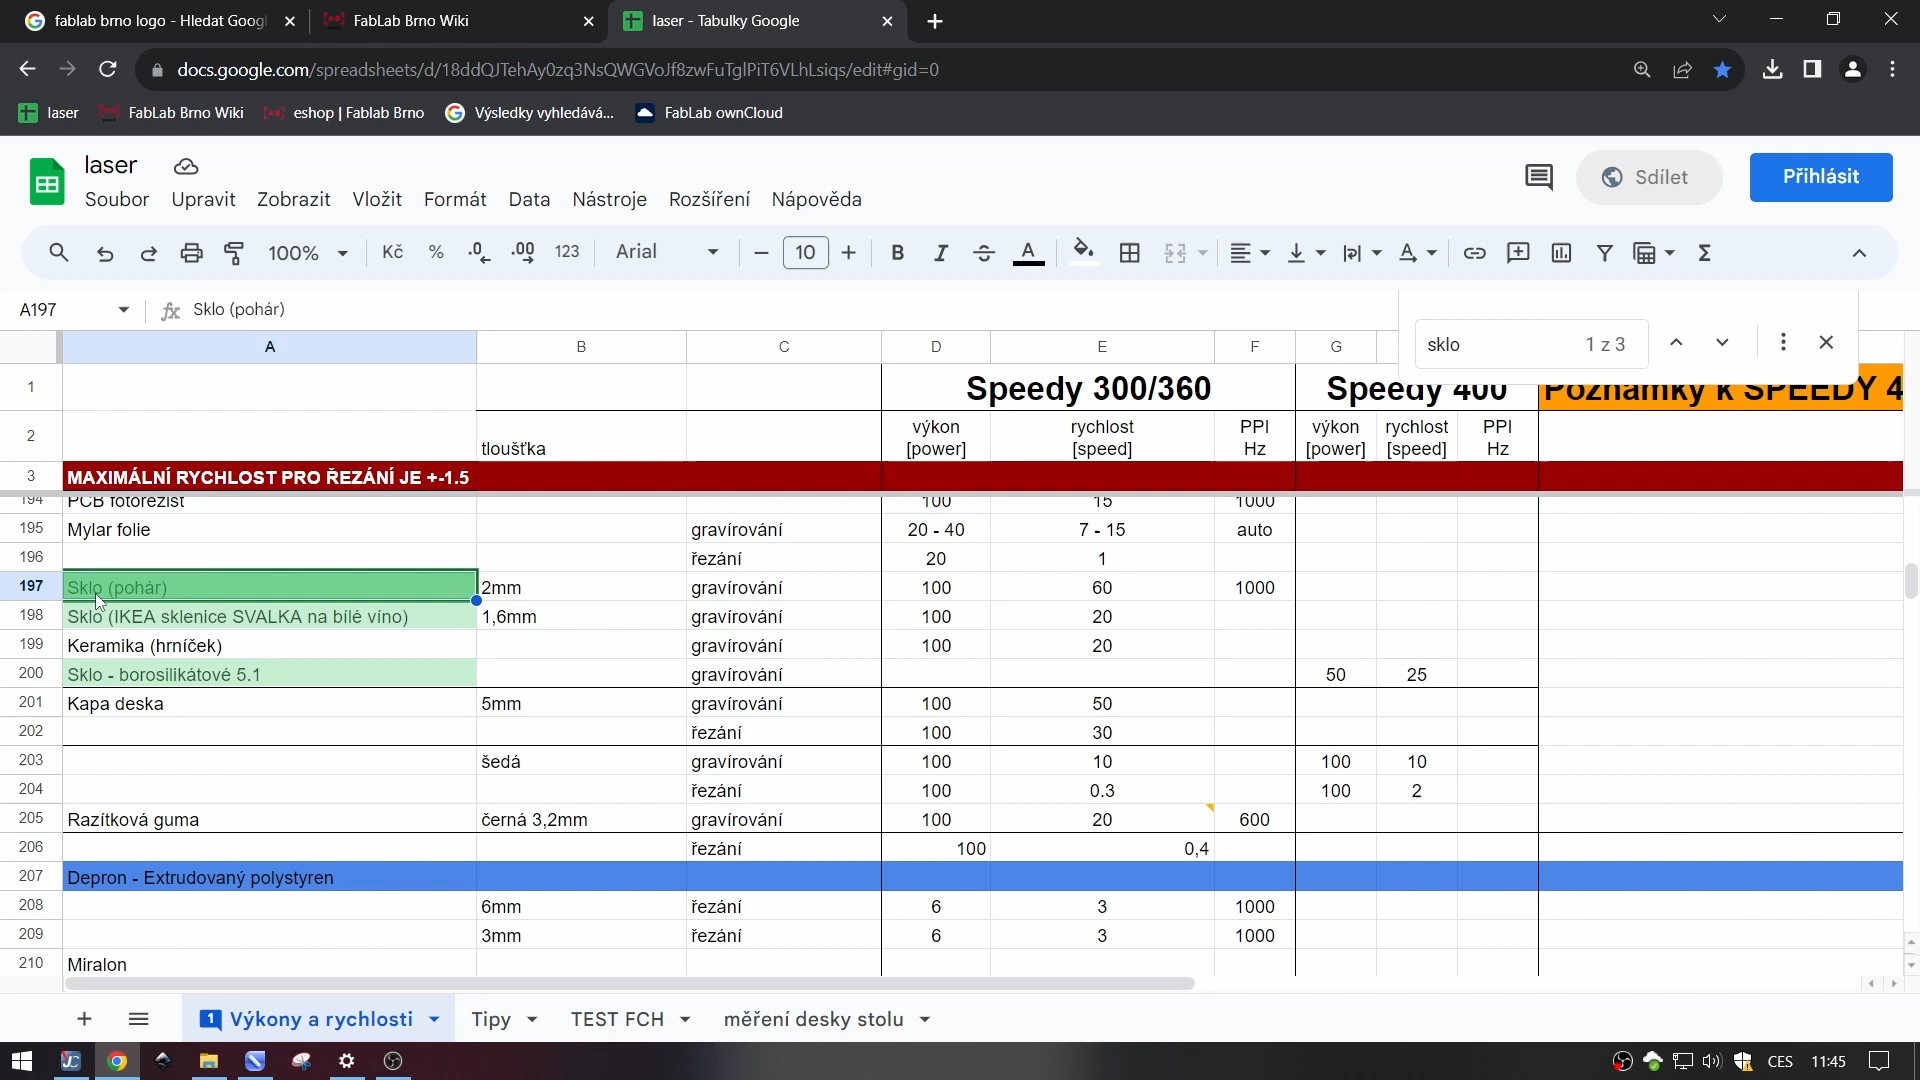 fablab brno logo - Hledat Goog
FabLab Brno Wiki
laser - Tabulky Google
docs.google.com/spreadsheets/d/18ddQJTehAy0zq3NsQWGVoJf8zwFuTglPiT6VLhLsiqs/edit#gid=0
laser
FabLab Brno Wiki
eshop | Fablab Brno
Výsledky vyhledává...
FabLab ownCloud
laser
Sdílet
Přihlásit
Soubor Upravit Zobrazit Vložit Formát Data Nástroje Rozšíření Nápověda
100% Kč % .0 .00 123 Arial 10 B I A Σ
A197 fx Sklo (pohár)
sklo 1 z 3
A B C D E F G
1 Speedy 300/360 Speedy 400 Poznámky k SPEEDY 4
2 tloušťka výkon [power] rychlost [speed] PPI Hz výkon [power] rychlost [speed] PPI Hz
3 MAXIMÁLNÍ RYCHLOST PRO ŘEZÁNÍ JE +-1.5
194 PCB fotorezist 100 15 1000
195 Mylar folie gravírování 20 - 40 7 - 15 auto
196 řezání 20 1
197 Sklo (pohár) 2mm gravírování 100 60 1000
198 Sklo (IKEA sklenice SVALKA na bílé víno) 1,6mm gravírování 100 20
199 Keramika (hrníček) gravírování 100 20
200 Sklo - borosilikátové 5.1 gravírování 50 25
201 Kapa deska 5mm gravírování 100 50
202 řezání 100 30
203 šedá gravírování 100 10 100 10
204 řezání 100 0.3 100 2
205 Razítková guma černá 3,2mm gravírování 100 20 600
206 řezání 100 0,4
207 Depron - Extrudovaný polystyren
208 6mm řezání 6 3 1000
209 3mm řezání 6 3 1000
210 Miralon
1 Výkony a rychlosti Tipy TEST FCH měření desky stolu
CES 11:45